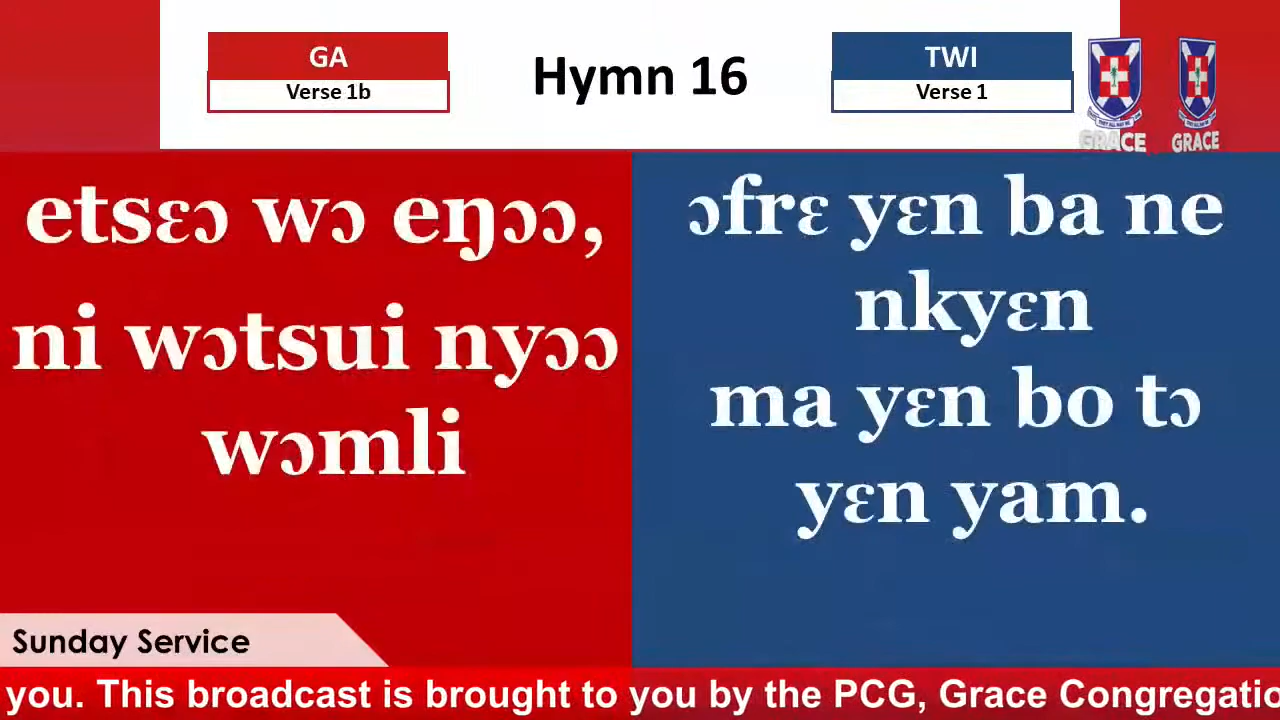 GA
Verse 1b
Hymn 16
TWI
Verse 1
GRACE
GRACE
etsɛɔ wɔ eŋɔɔ,
ni wɔtsui nyɔɔ
wɔmli
ɔfrɛ yɛn ba ne
nkyɛn
ma yɛn bo tɔ
yɛn yam.
Sunday Service
you. This broadcast is brought to you by the PCG, Grace Congregatio